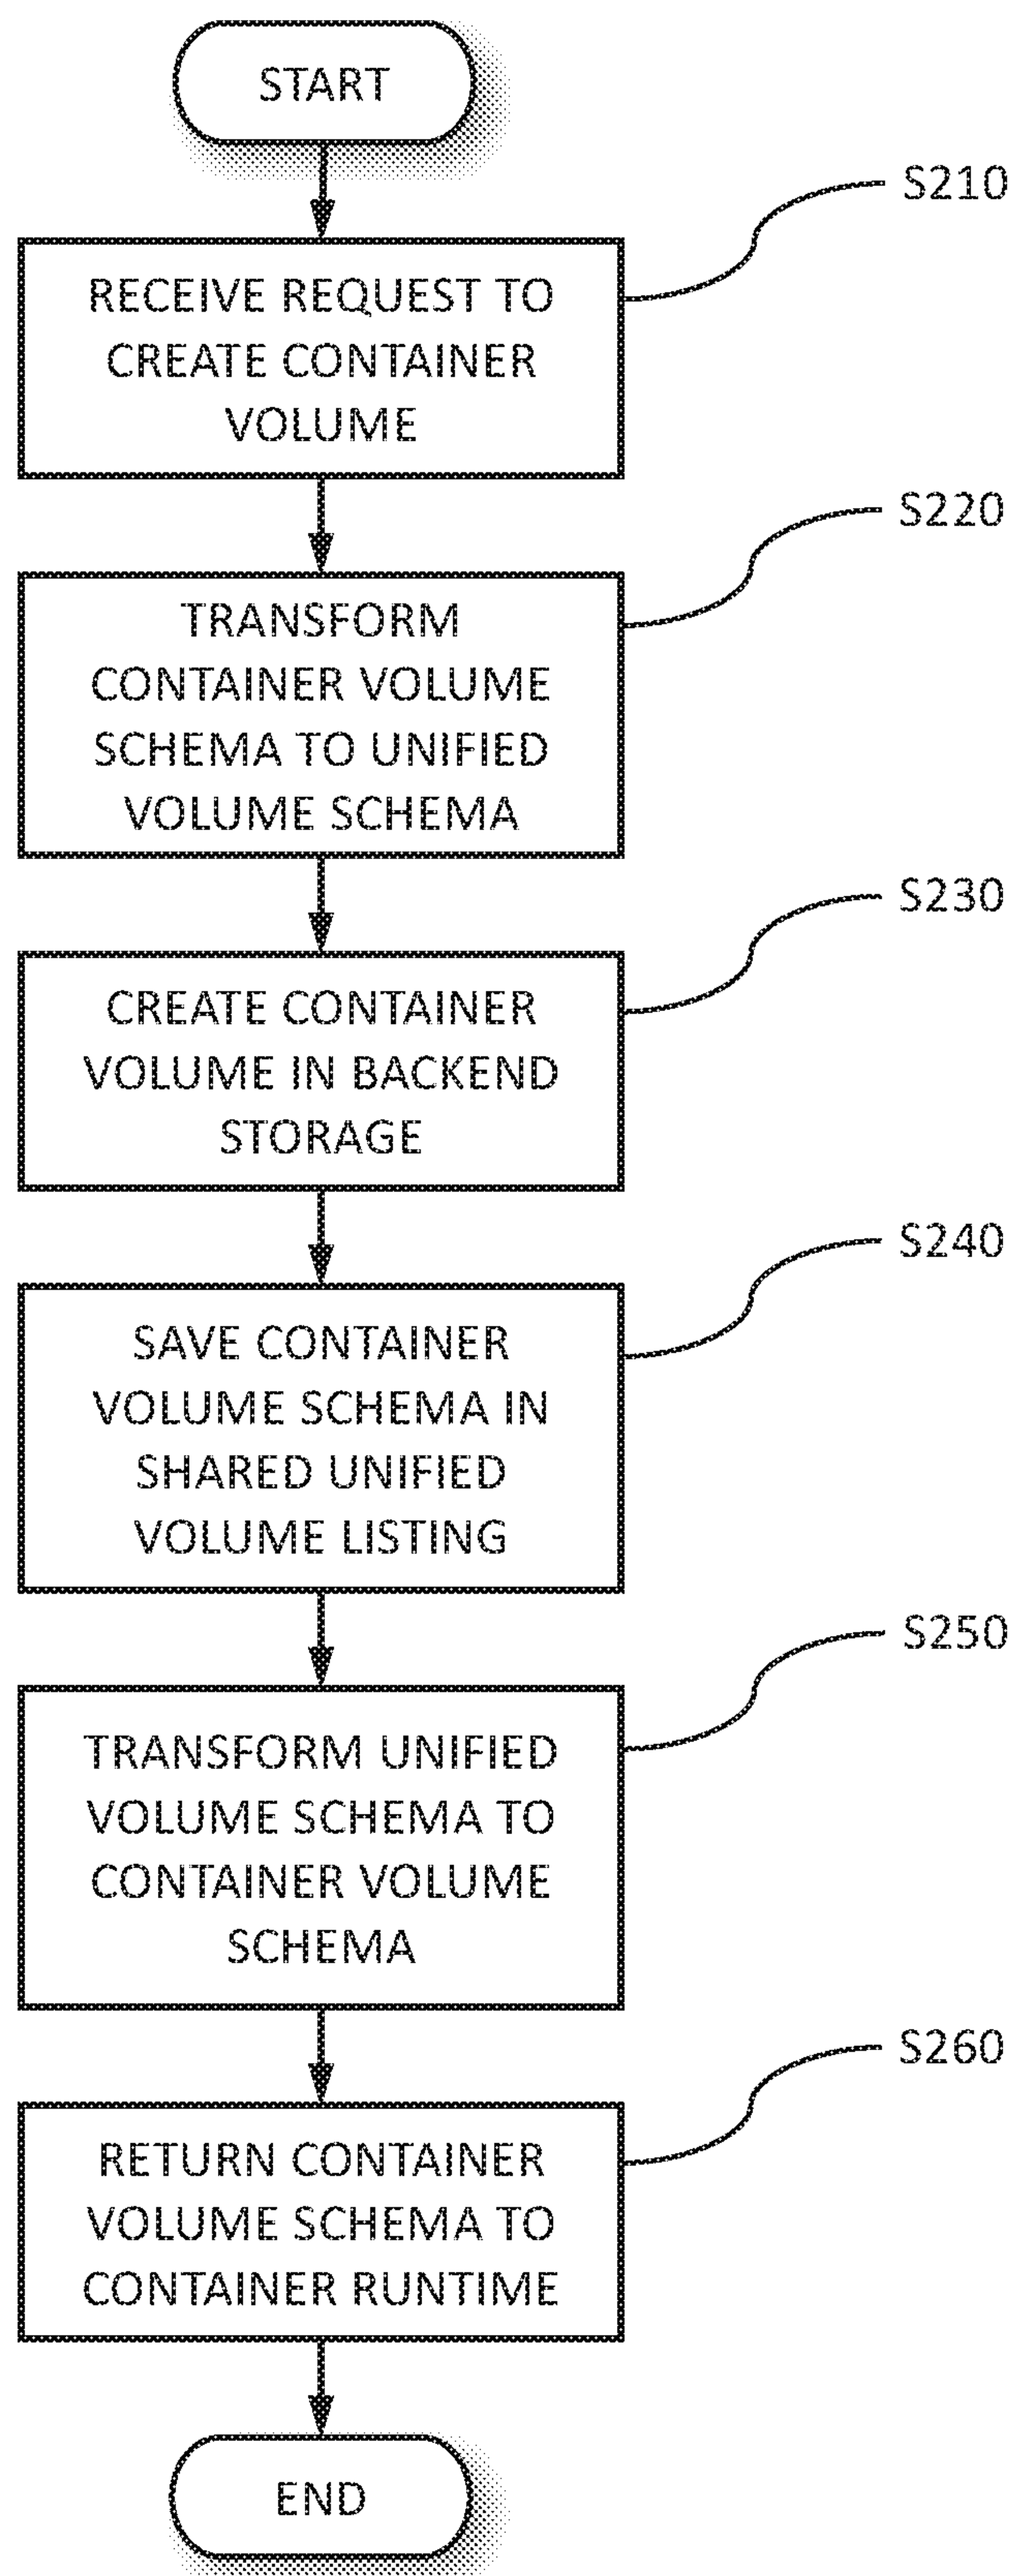 START
S210
RECEIVE REQUEST TO
CREATE CONTAINER
VOLUME
S220
TRANSFORM
CONTAINER VOLUME
SCHEMA TO UNIFIED
VOLUME SCHEMA
S230
CREATE CONTAINER
VOLUME IN BACKEND
STORAGE
S240
SAVE CONTAINER
VOLUME SCHEMA IN
SHARED UNIFIED
VOLUME LISTING
S250
TRANSFORM UNIFIED
VOLUME SCHEMA TO
CONTAINER VOLUME
SCHEMA
S260
RETURN CONTAINER
VOLUME SCHEMA TO
CONTAINER RUNTIME
END